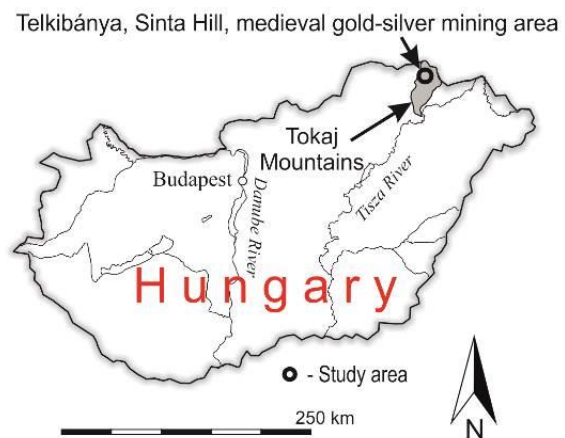 Telkibánya, Sinta Hill, medieval gold-silver mining area
Tokaj
Mountains
Budapest
Danube River
Tisza River
Hungary
- Study area
250 km
N